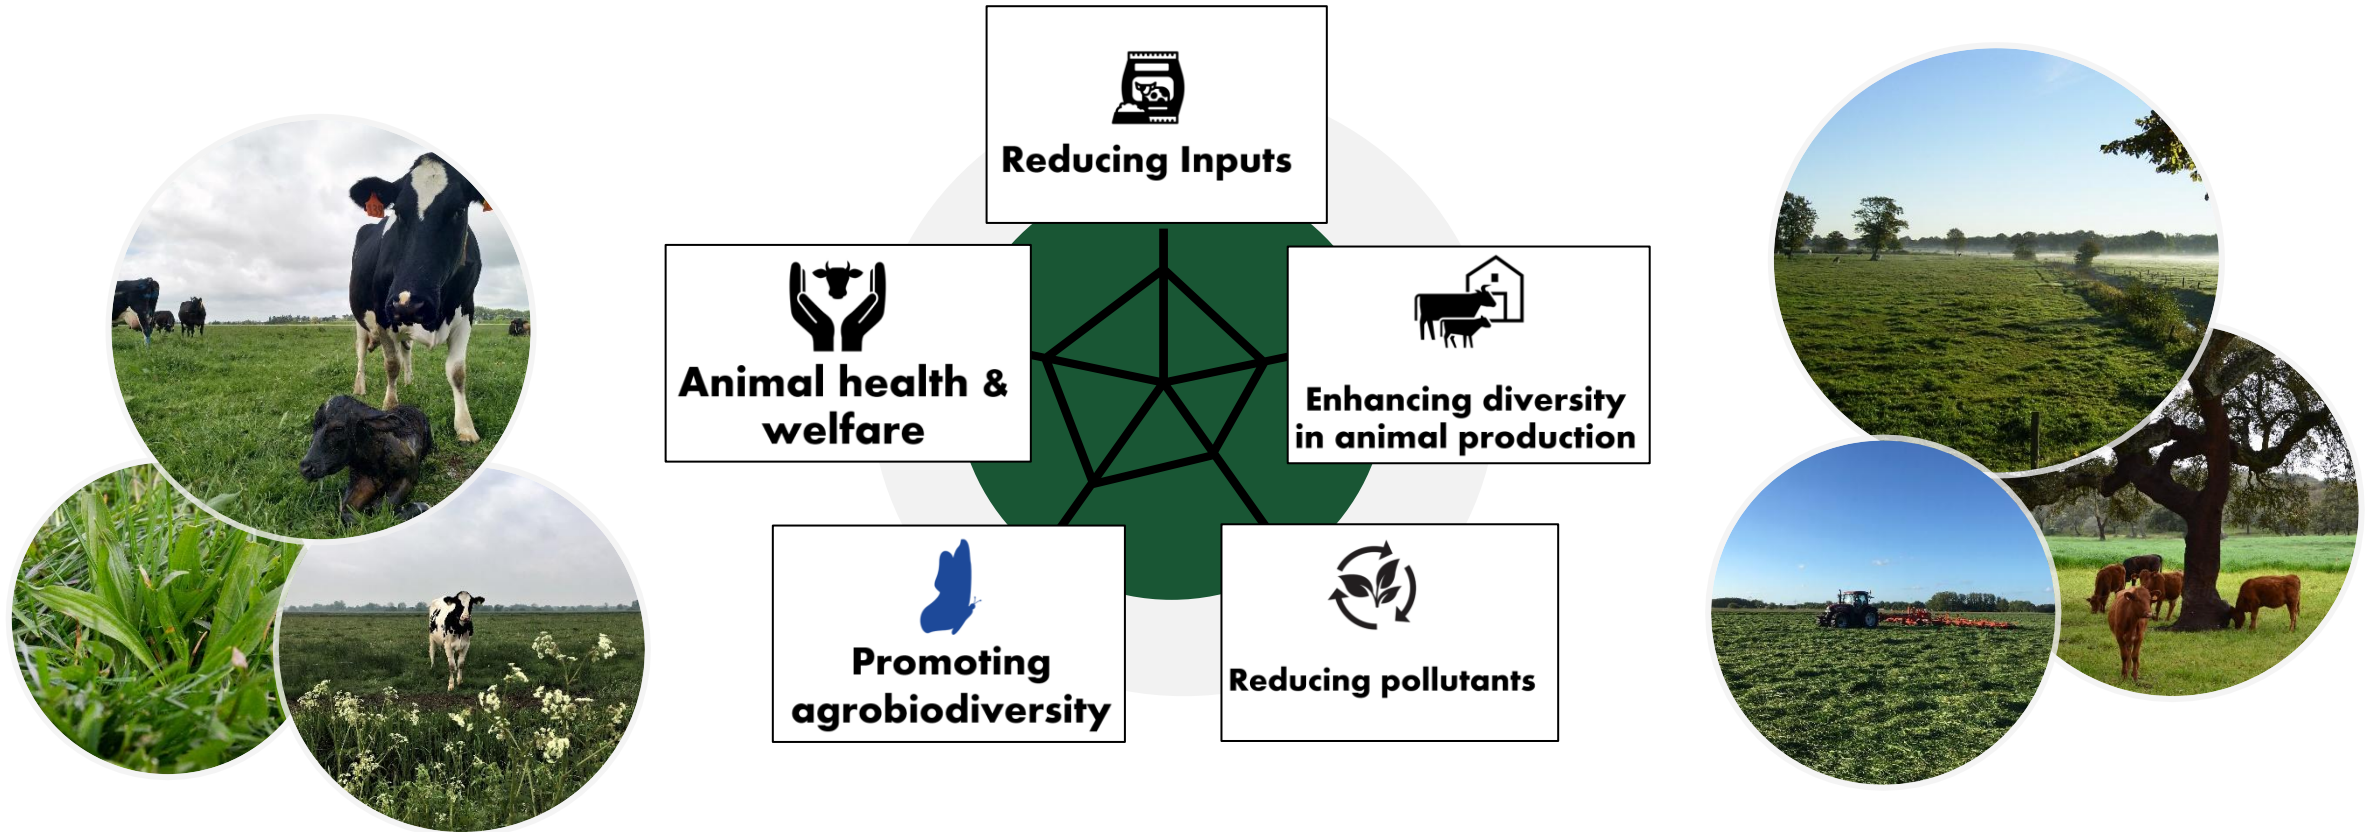 Reducing Inputs
Animal health &
welfare
Enhancing diversity
in animal production
Promoting
agrobiodiversity
Reducing pollutants